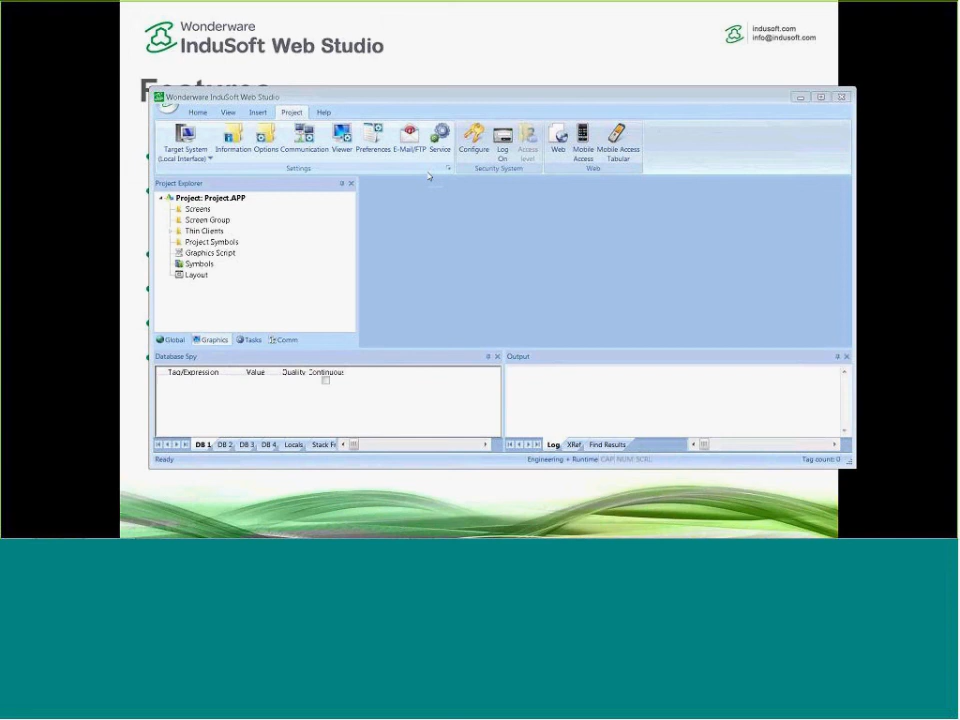 Wonderware
InduSoft Web Studio
indusoft.com
info@indusoft.com
Features
Wonderware InduSoft Web Studio
Home View Insert Project Help
Target System Information Options Communication Viewer Preferences E-Mail/FTP Service Configure Log Access Web Mobile Mobile Access
(Local Interface) On level Access Tabular
Settings Security System Web
Project Explorer
Project: Project.APP
Screens
Screen Group
Thin Clients
Project Symbols
Graphics Script
Symbols
Layout
Global Graphics Tasks Comm
Database Spy Output
Tag/Expression Value Quality Continuous
DB 1 DB 2 DB 3 DB 4 Locals Stack Fr Log XRef Find Results
Ready Engineering + Runtime CAP NUM SCRL Tag count: 0